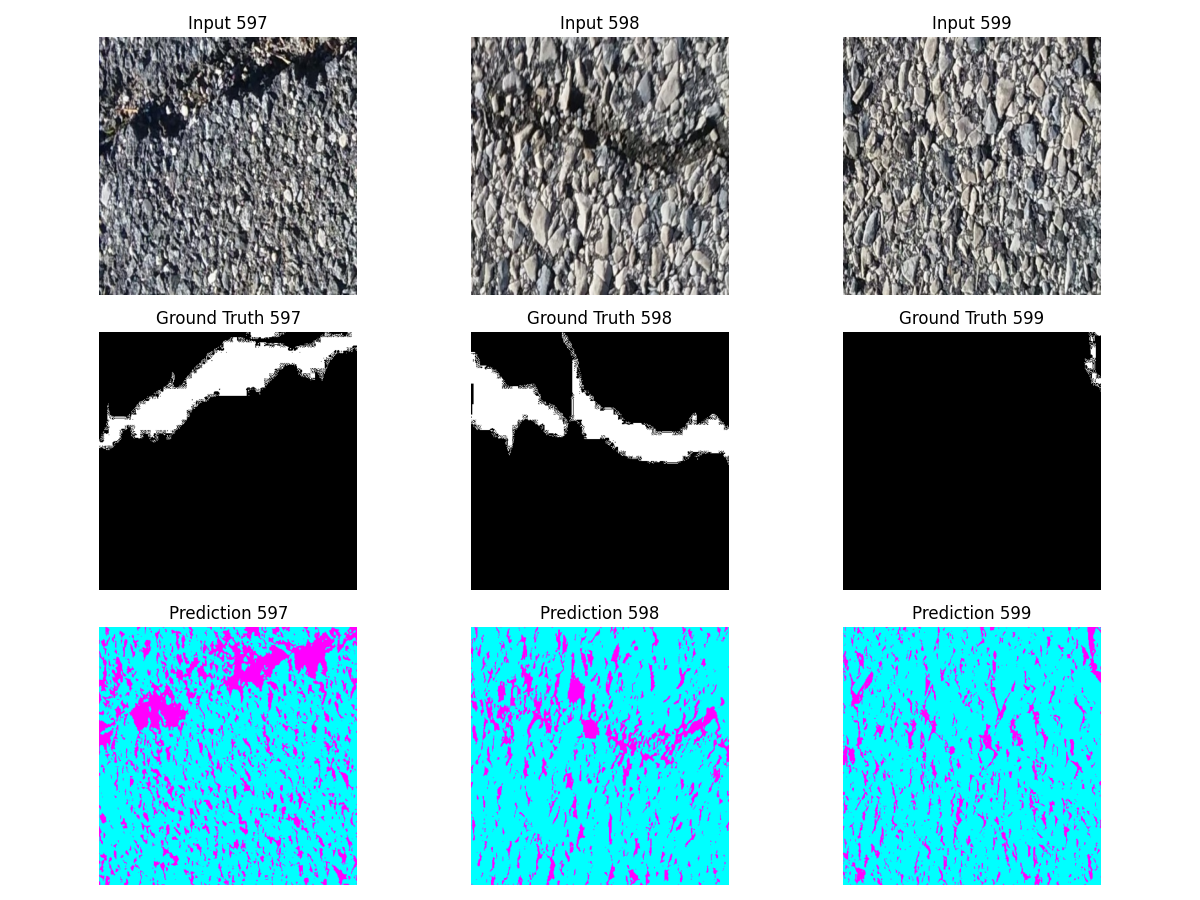 Input 597
Input 598
Input 599
Ground Truth 597
Ground Truth 598
Ground Truth 599
Prediction 597
Prediction 598
Prediction 599